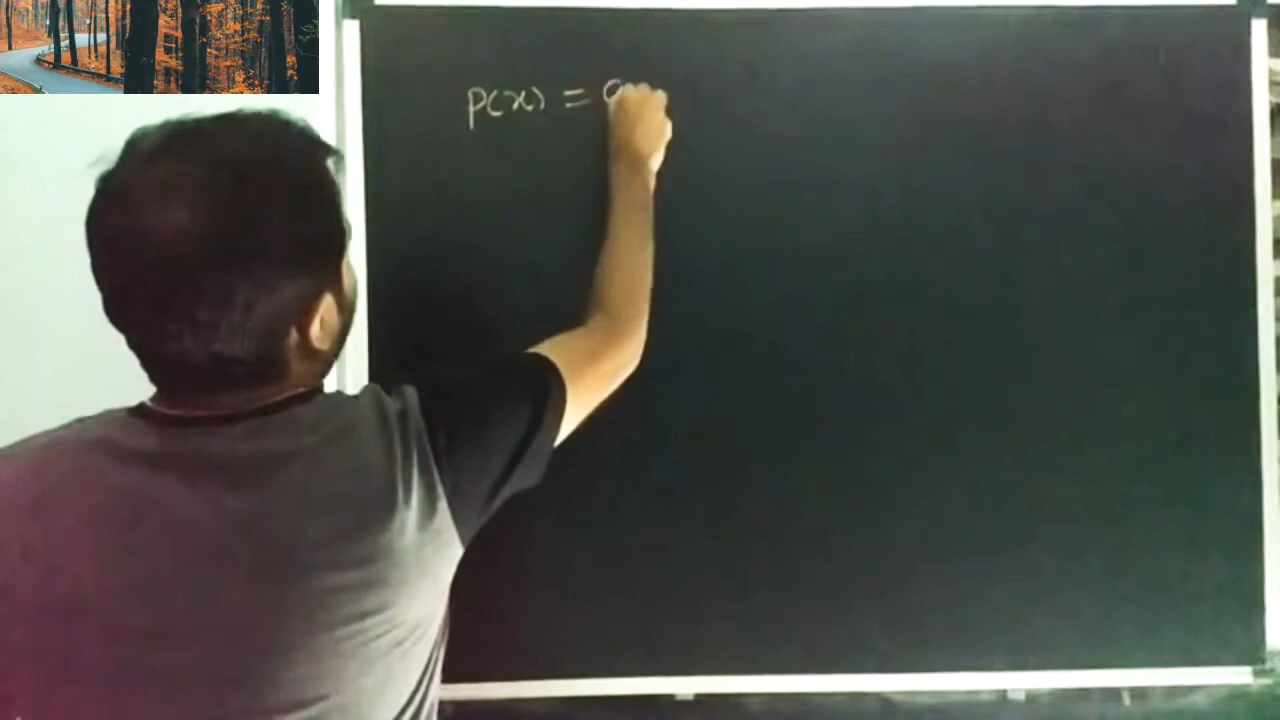 p(x) =